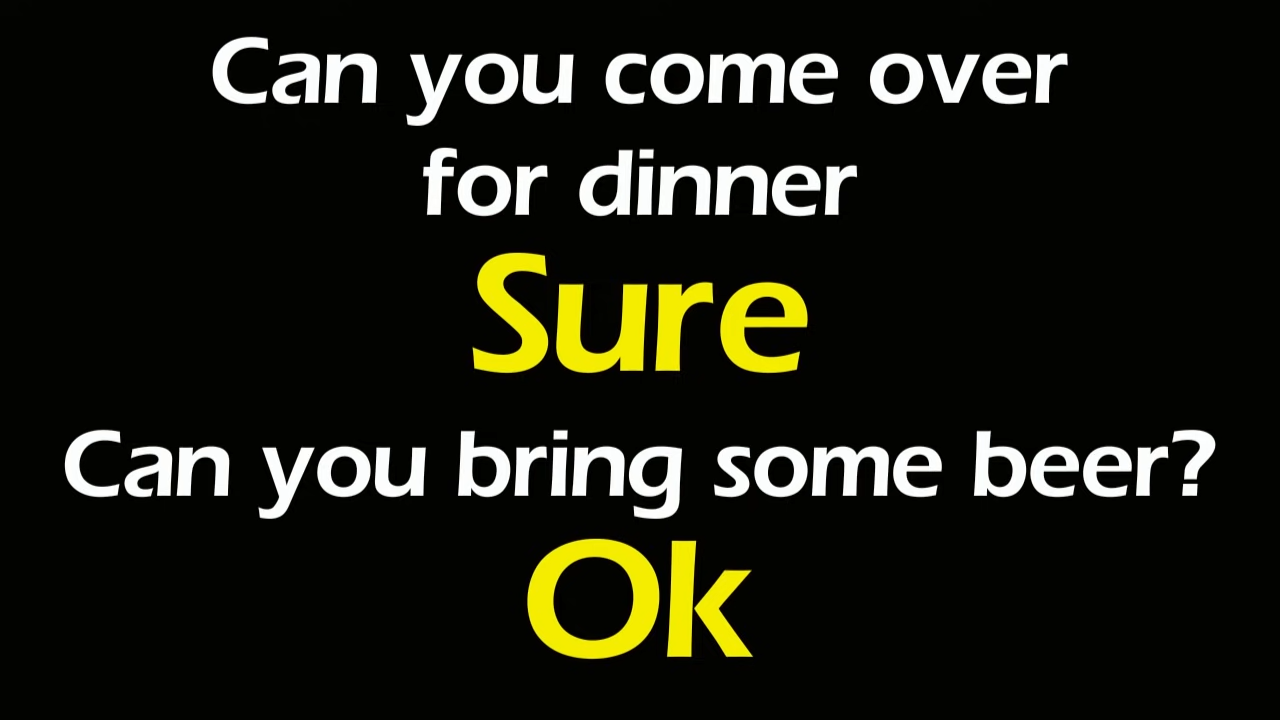 Can you come over
for dinner
Sure
Can you bring some beer?
Ok